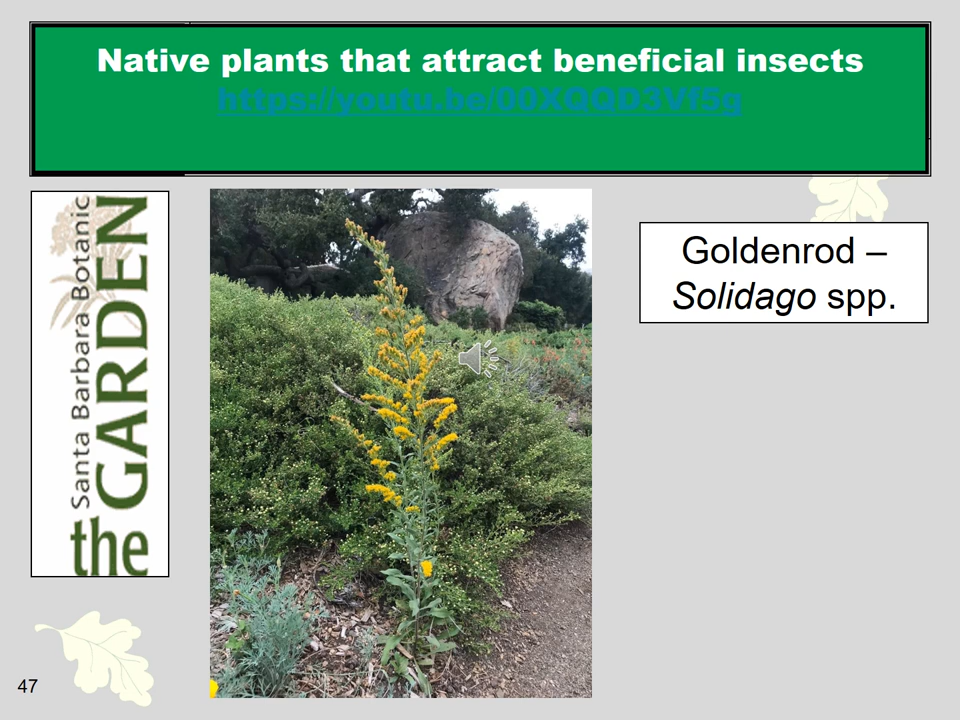 Native plants that attract beneficial insects
https://youtu.be/00XQQD3Vf5g
the Santa Barbara Botanic
GARDEN
Goldenrod –
Solidago spp.
47